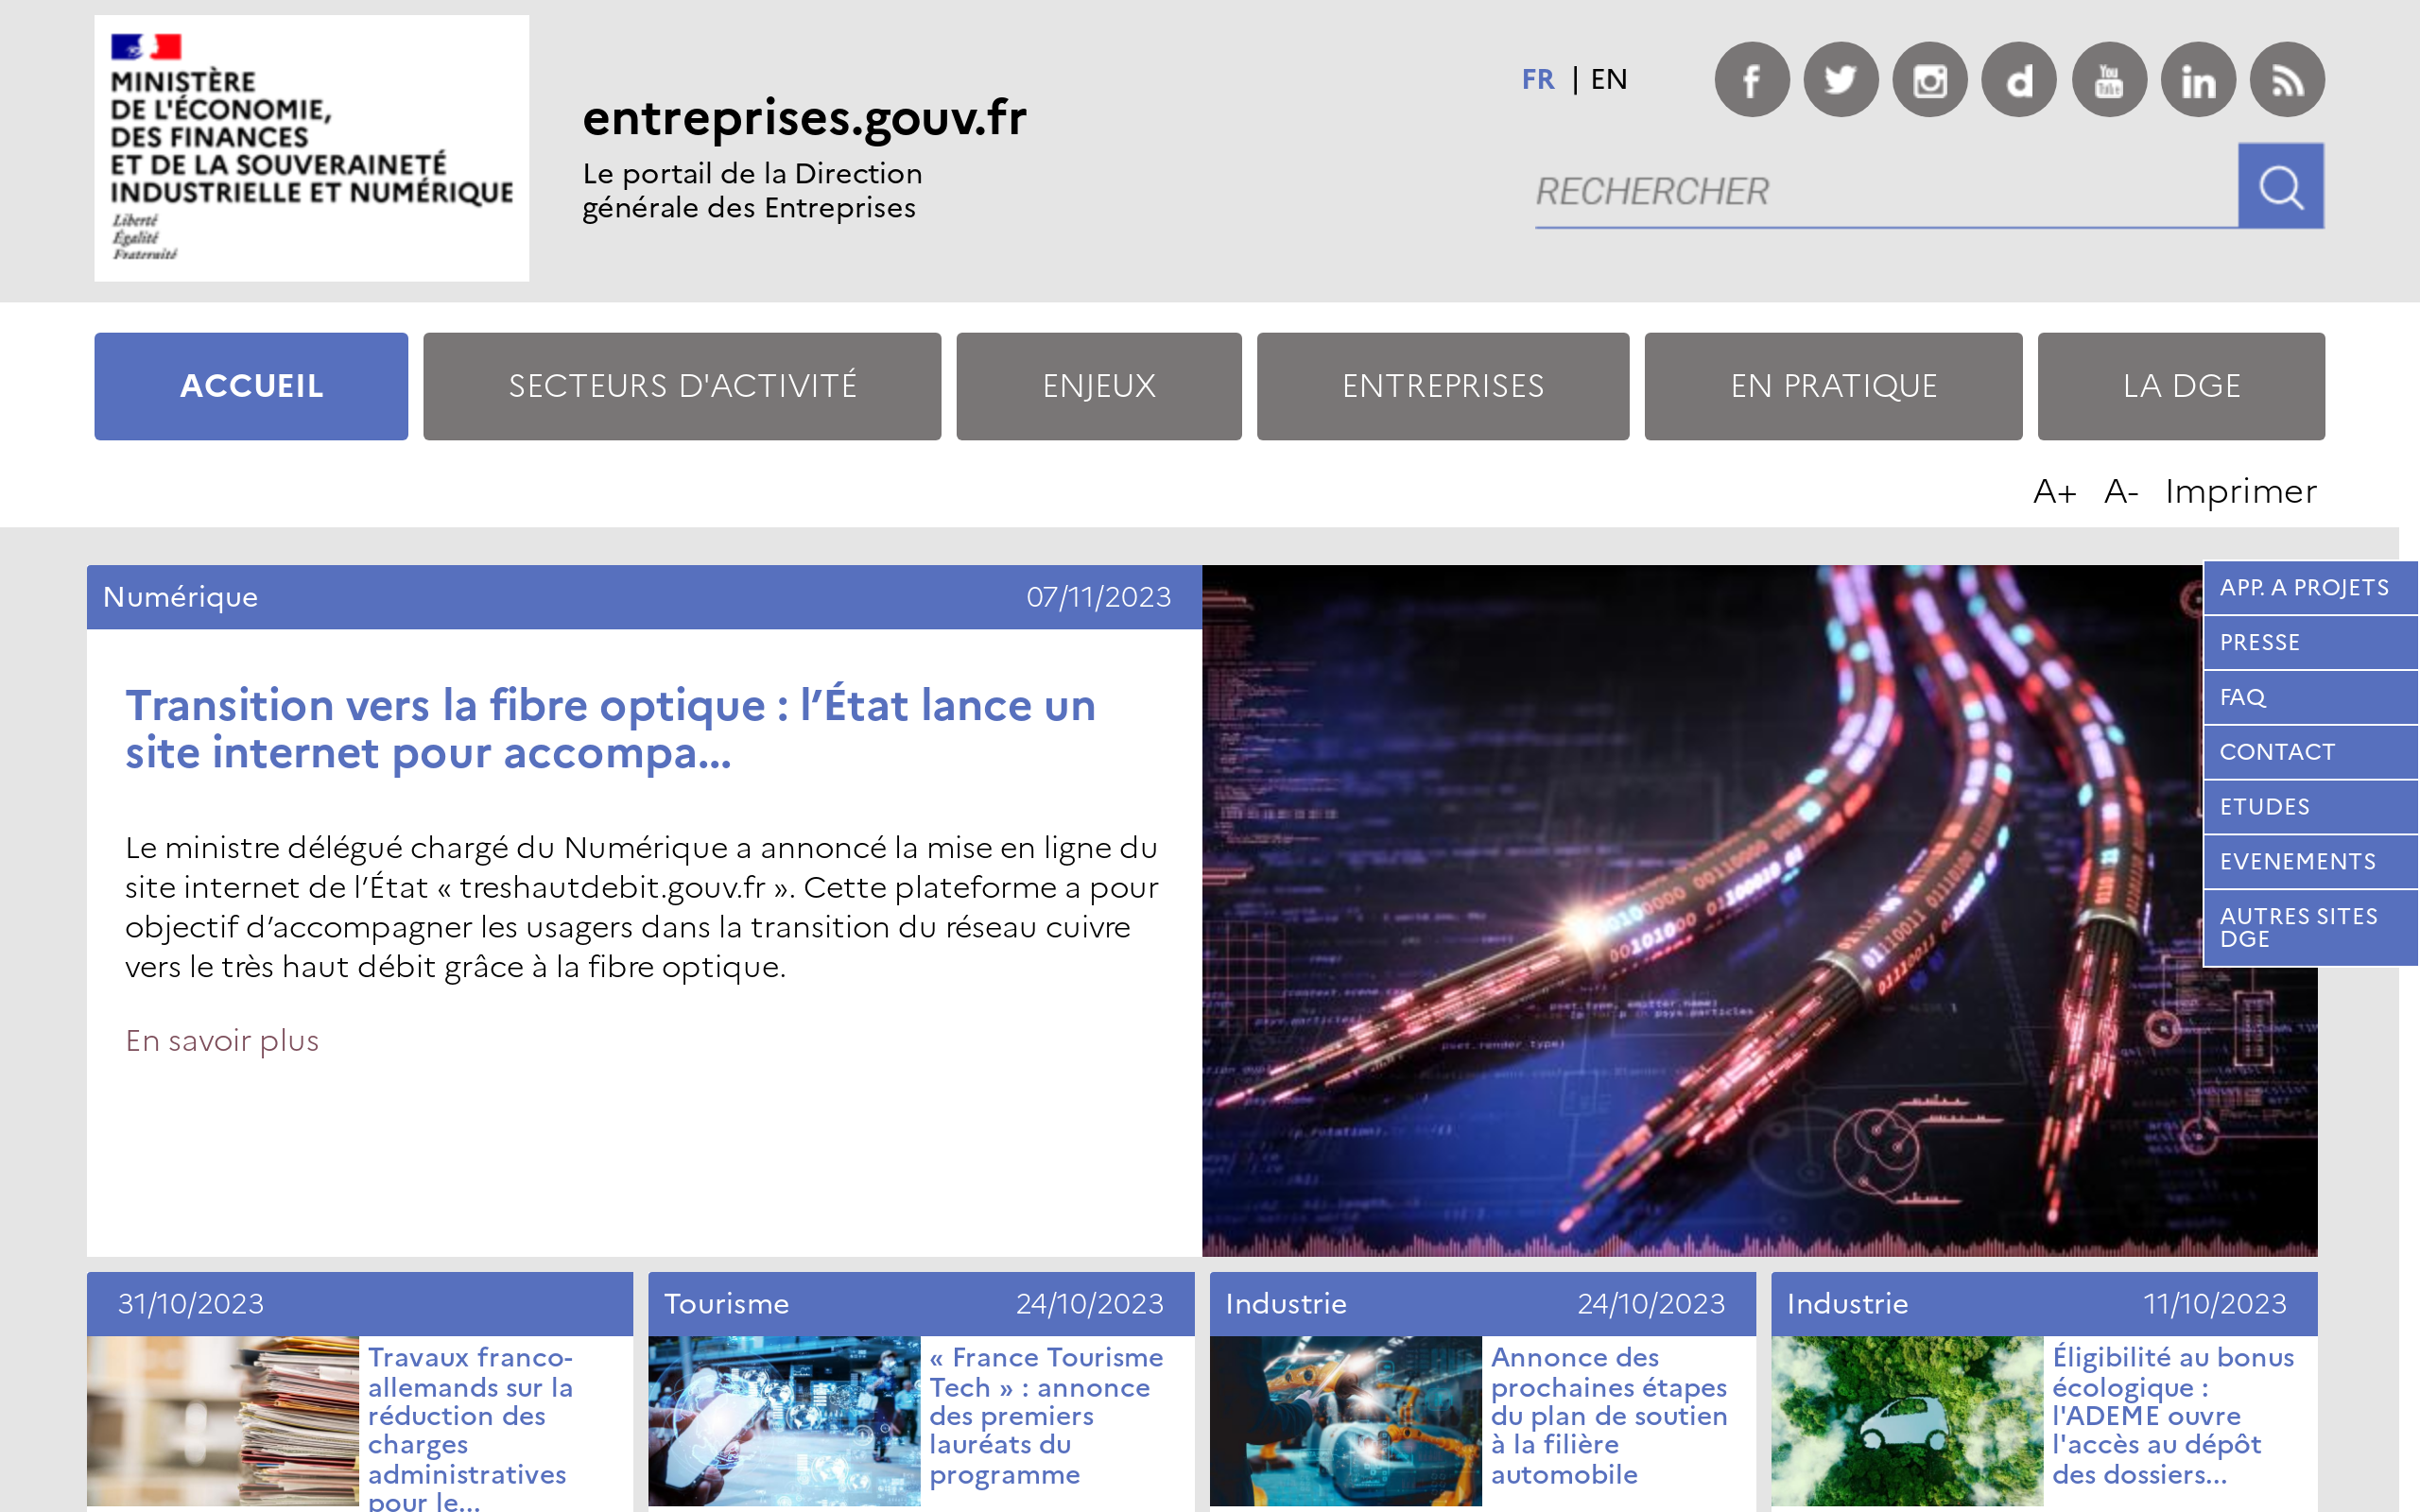 MINISTÈRE
DE L'ÉCONOMIE,
DES FINANCES
ET DE LA SOUVERAINETÉ
INDUSTRIELLE ET NUMÉRIQUE
Liberté
Égalité
Fraternité
entreprises.gouv.fr
Le portail de la Direction
générale des Entreprises
FR | EN
RECHERCHER
ACCUEIL
SECTEURS D'ACTIVITÉ
ENJEUX
ENTREPRISES
EN PRATIQUE
LA DGE
A+ A- Imprimer
Numérique 07/11/2023
Transition vers la fibre optique : l’État lance un
site internet pour accompa...
Le ministre délégué chargé du Numérique a annoncé la mise en ligne du
site internet de l’État « treshautdebit.gouv.fr ». Cette plateforme a pour
objectif d’accompagner les usagers dans la transition du réseau cuivre
vers le très haut débit grâce à la fibre optique.
En savoir plus
APP. A PROJETS
PRESSE
FAQ
CONTACT
ETUDES
EVENEMENTS
AUTRES SITES
DGE
31/10/2023
Travaux franco-
allemands sur la
réduction des
charges
administratives
pour le...
Tourisme 24/10/2023
« France Tourisme
Tech » : annonce
des premiers
lauréats du
programme
Industrie 24/10/2023
Annonce des
prochaines étapes
du plan de soutien
à la filière
automobile
Industrie 11/10/2023
Éligibilité au bonus
écologique :
l'ADEME ouvre
l'accès au dépôt
des dossiers...